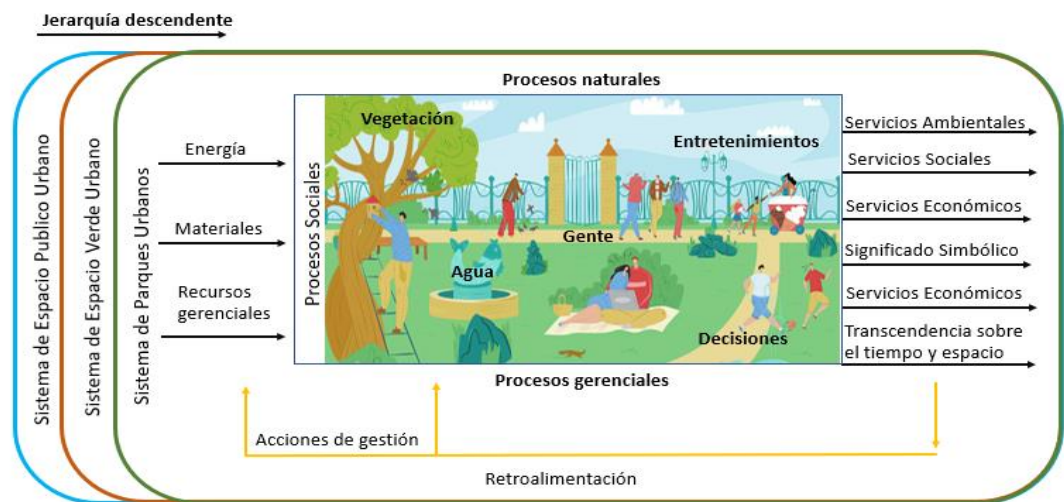 Jerarquía descendente
Sistema de Espacio Publico Urbano
Sistema de Espacio Verde Urbano
Sistema de Parques Urbanos
Energía
Materiales
Recursos
gerenciales
Procesos naturales
Procesos Sociales
Vegetación
Entretenimientos
Gente
Agua
Decisiones
Procesos gerenciales
Servicios Ambientales
Servicios Sociales
Servicios Económicos
Significado Simbólico
Servicios Económicos
Transcendencia sobre
el tiempo y espacio
Acciones de gestión
Retroalimentación